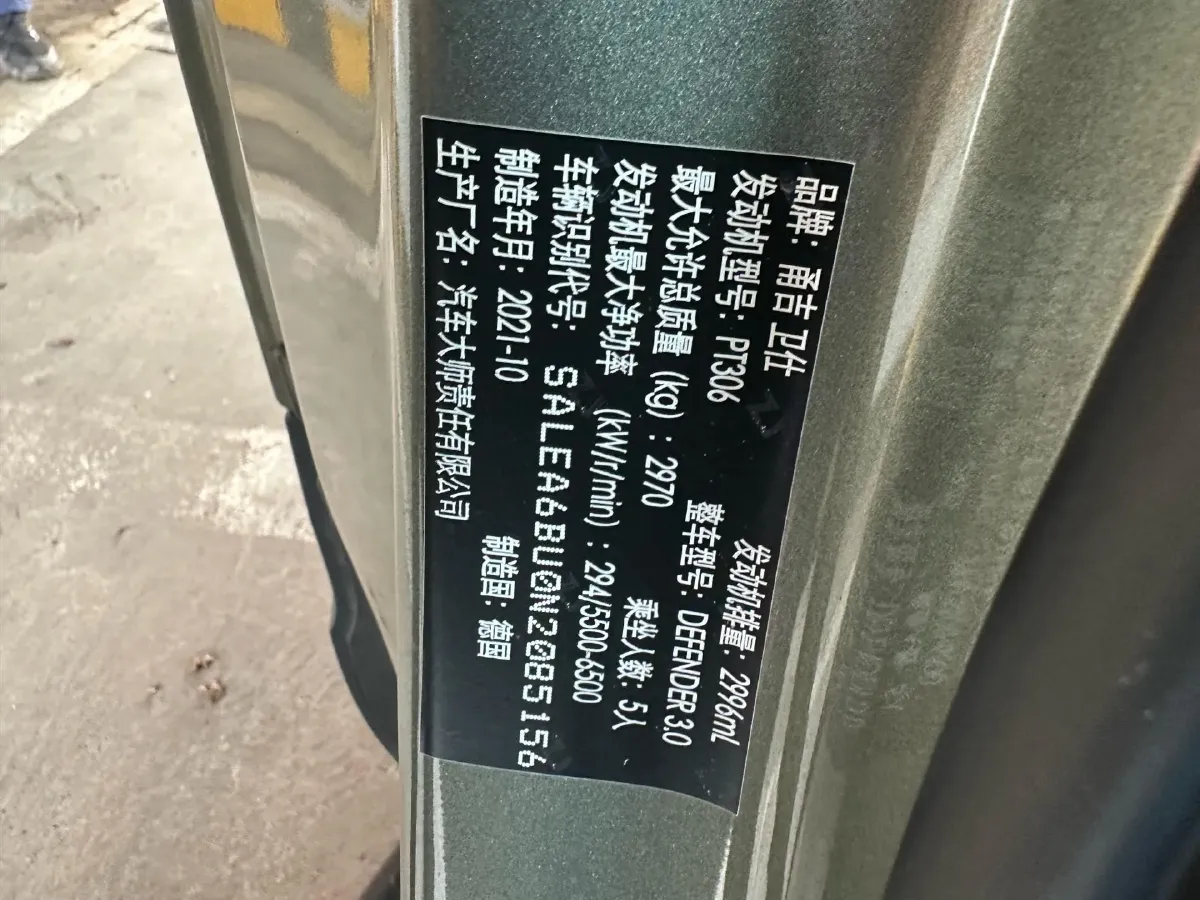 品牌：甬吉 卫仕
发动机型号：PT306 发动机排量：2996mL
最大允许总质量（kg）：2970 整车型号：DEFENDER 3.0
发动机最大净功率（kW/r/min）：294/5500-6500 乘坐人数：5人
车辆识别代号：SALEA6BU0N2085156
制造年月：2021-10 制造国：德国
生产厂名：汽车大师责任有限公司